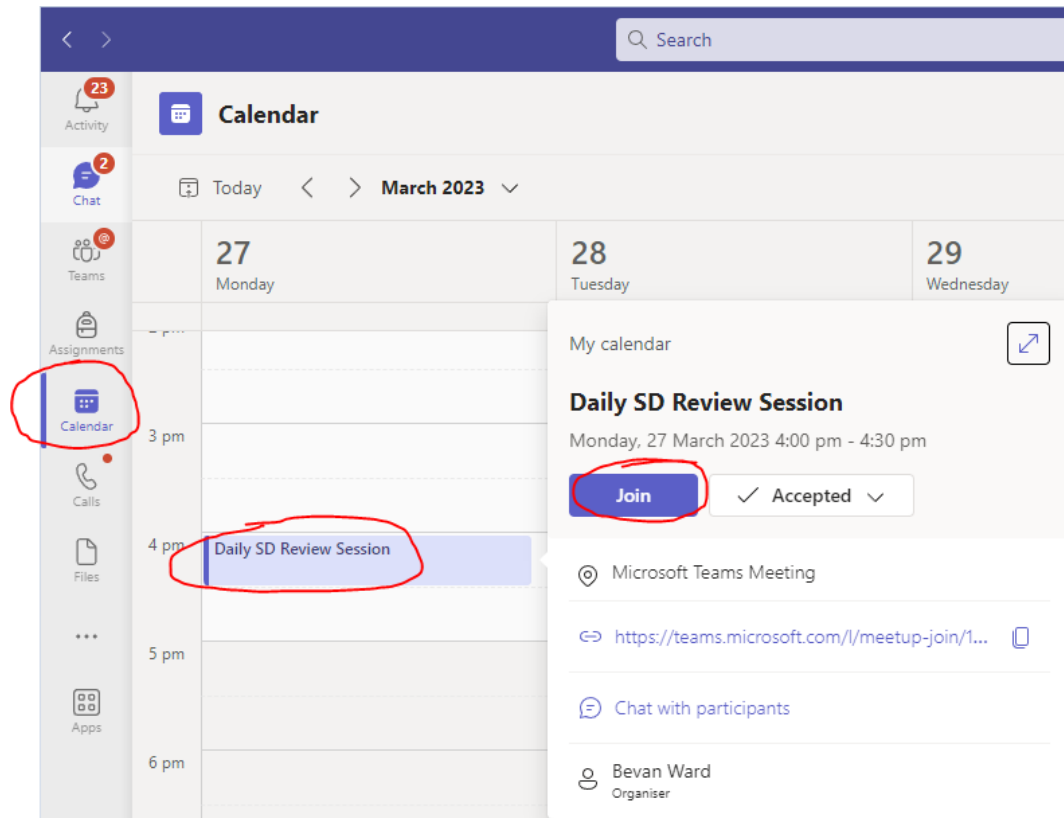 Search
23
Activity
Calendar
2
Chat
Today
March 2023
@
Teams
27
28
29
Monday
Tuesday
Wednesday
Assignments
My calendar
Daily SD Review Session
Monday, 27 March 2023 4:00 pm - 4:30 pm
Calendar
3 pm
Join
Accepted
Calls
4 pm
Daily SD Review Session
Microsoft Teams Meeting
Files
https://teams.microsoft.com/l/meetup-join/1...
5 pm
Chat with participants
Apps
6 pm
Bevan Ward
Organiser